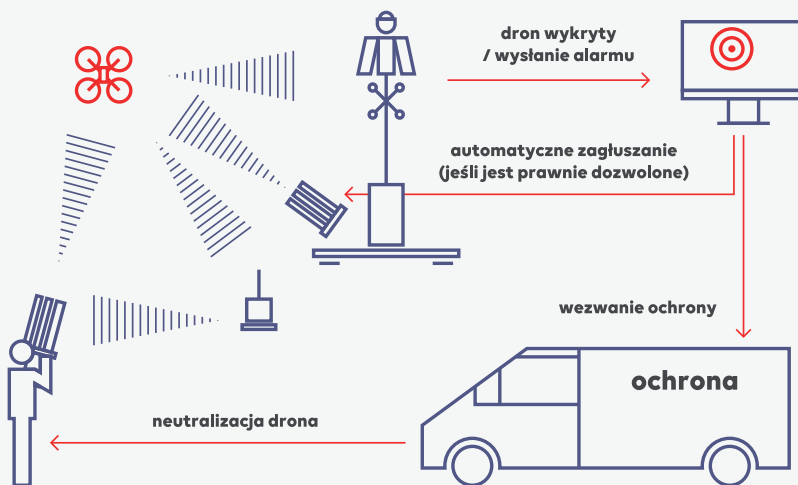 dron wykryty
/ wysłanie alarmu
automatyczne zagłuszanie
(jeśli jest prawnie dozwolone)
wezwanie ochrony
ochrona
neutralizacja drona